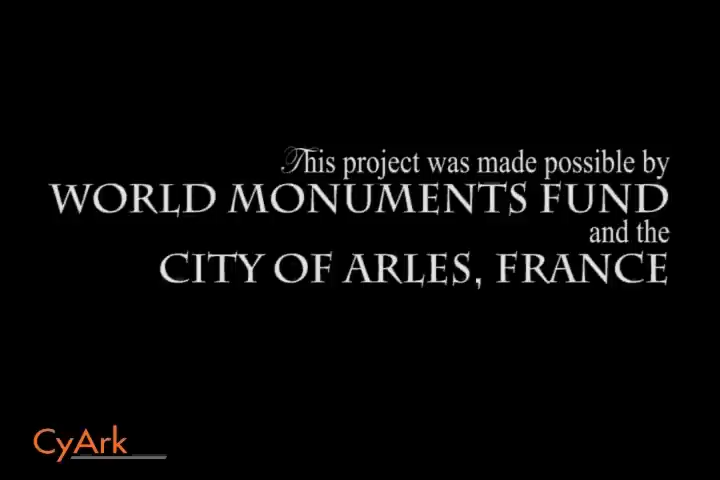 This project was made possible by
WORLD MONUMENTS FUND
and the
CITY OF ARLES, FRANCE
CyArk